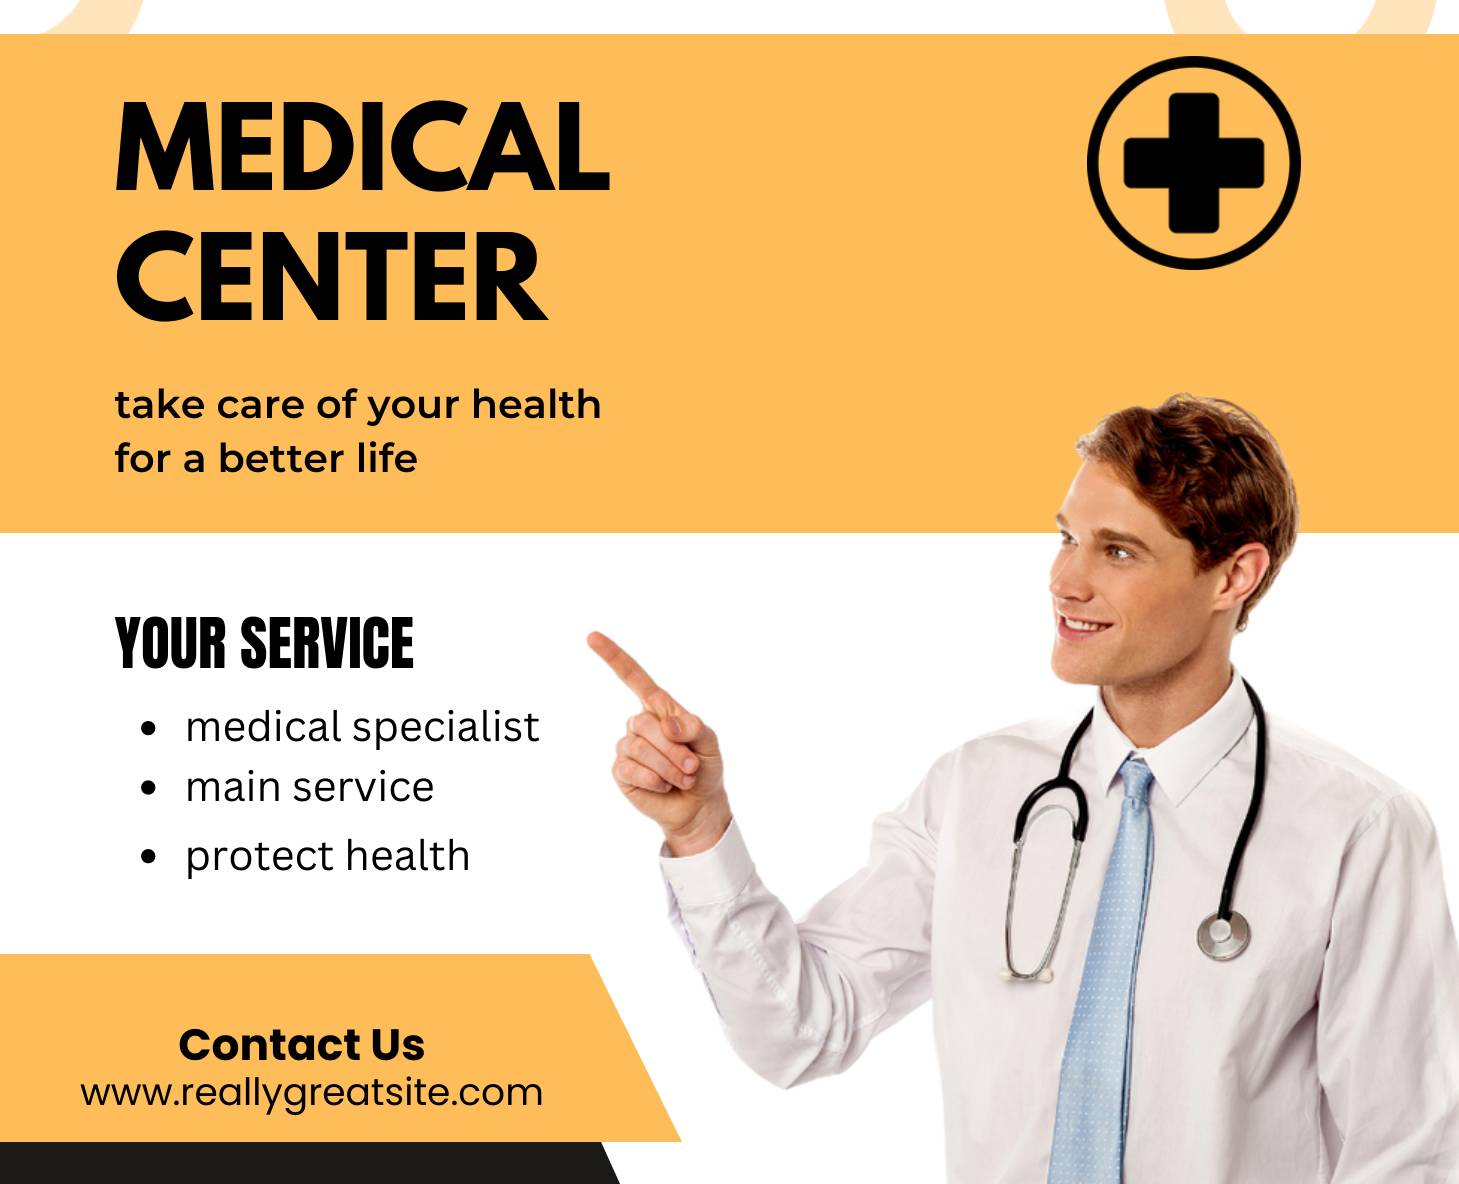 MEDICAL
CENTER
take care of your health
for a better life
YOUR SERVICE
• medical specialist
• main service
• protect health
Contact Us
www.reallygreatsite.com